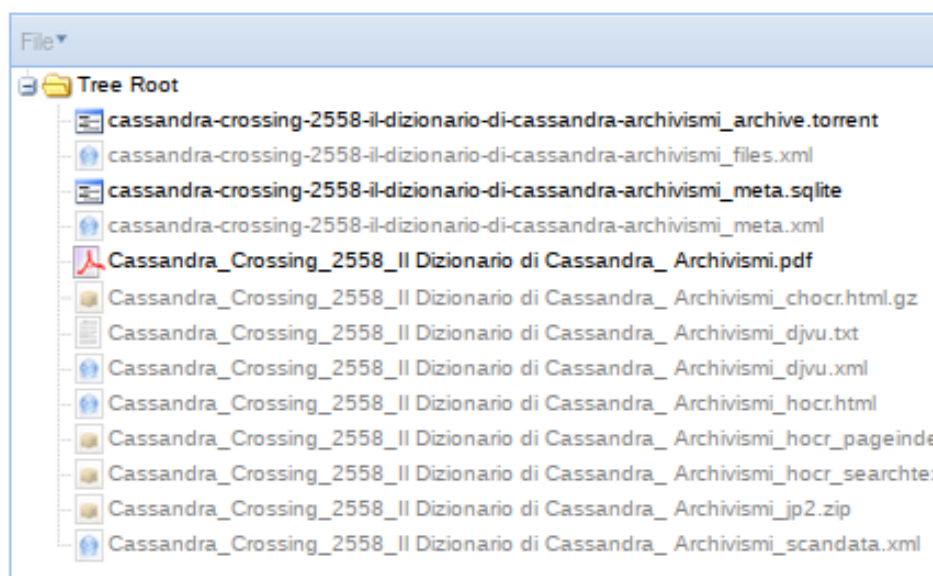 File
Tree Root
cassandra-crossing-2558-il-dizionario-di-cassandra-archivismi_archive.torrent
cassandra-crossing-2558-il-dizionario-di-cassandra-archivismi_files.xml
cassandra-crossing-2558-il-dizionario-di-cassandra-archivismi_meta.sqlite
cassandra-crossing-2558-il-dizionario-di-cassandra-archivismi_meta.xml
Cassandra_Crossing_2558_Il Dizionario di Cassandra_ Archivismi.pdf
Cassandra_Crossing_2558_Il Dizionario di Cassandra_ Archivismi_chocr.html.gz
Cassandra_Crossing_2558_Il Dizionario di Cassandra_ Archivismi_djvu.txt
Cassandra_Crossing_2558_Il Dizionario di Cassandra_ Archivismi_djvu.xml
Cassandra_Crossing_2558_Il Dizionario di Cassandra_ Archivismi_hocr.html
Cassandra_Crossing_2558_Il Dizionario di Cassandra_ Archivismi_hocr_pageinde
Cassandra_Crossing_2558_Il Dizionario di Cassandra_ Archivismi_hocr_searchte
Cassandra_Crossing_2558_Il Dizionario di Cassandra_ Archivismi_jp2.zip
Cassandra_Crossing_2558_Il Dizionario di Cassandra_ Archivismi_scandata.xml